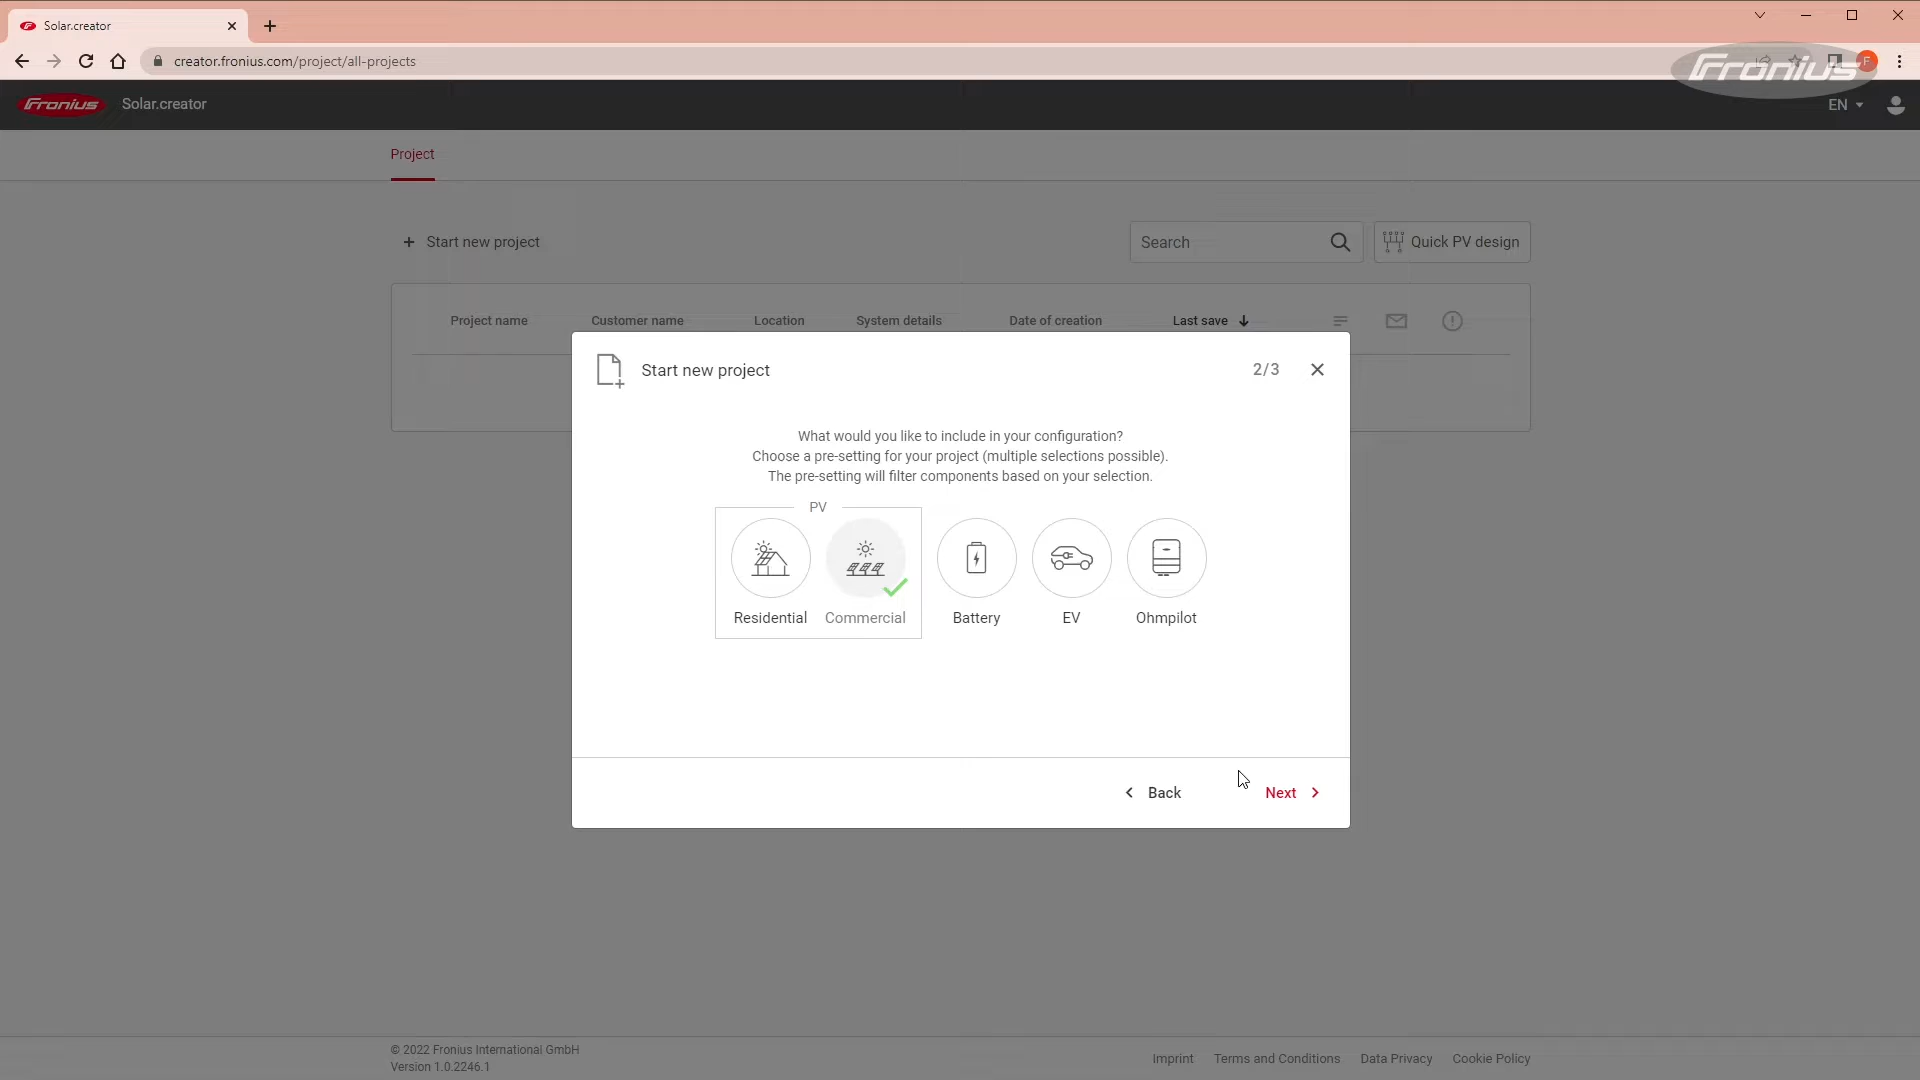 Solar.creator
creator.fronius.com/project/all-projects
Fronius
F
Fronius
Solar.creator
EN
Project
+ Start new project
Search
Quick PV design
Project name
Customer name
Location
System details
Date of creation
Last save
Start new project
2/3
What would you like to include in your configuration?
Choose a pre-setting for your project (multiple selections possible).
The pre-setting will filter components based on your selection.
PV
Residential
Commercial
Battery
EV
Ohmpilot
Back
Next
© 2022 Fronius International GmbH
Version 1.0.2246.1
Imprint
Terms and Conditions
Data Privacy
Cookie Policy